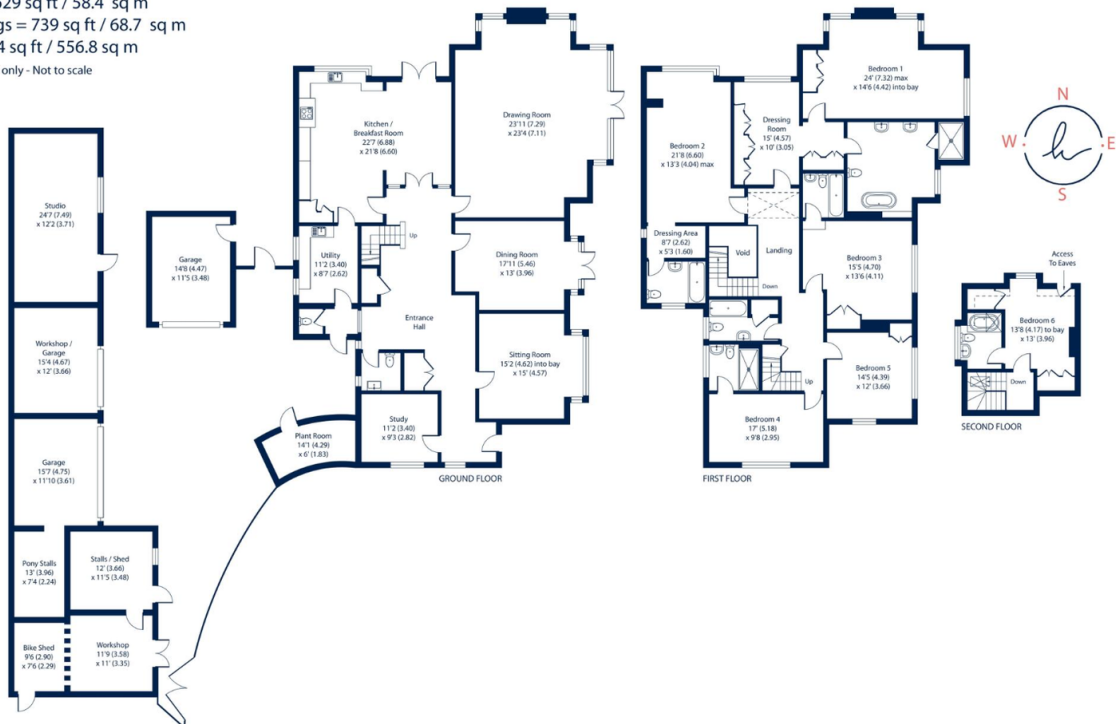 529 sq ft / 58.4 sq m
gs = 739 sq ft / 68.7 sq m
4 sq ft / 556.8 sq m
only - Not to scale
Studio
24'7 (7.49)
x 12'2 (3.71)
Garage
14'8 (4.47)
x 11'5 (3.48)
Workshop /
Garage
15'4 (4.67)
x 12' (3.66)
Garage
15'7 (4.75)
x 11'10 (3.61)
Pony Stalls
13' (3.96)
x 7'4 (2.24)
Stalls / Shed
12' (3.66)
x 11'5 (3.48)
Bike Shed
9'6 (2.90)
x 7'6 (2.29)
Workshop
11'9 (3.58)
x 11' (3.35)
Kitchen /
Breakfast Room
22'7 (6.88)
x 21'8 (6.60)
Drawing Room
23'11 (7.29)
x 23'4 (7.11)
Utility
11'2 (3.40)
x 8'7 (2.62)
Up
Dining Room
17'11 (5.46)
x 13' (3.96)
Entrance
Hall
Sitting Room
15'2 (4.62) into bay
x 15' (4.57)
Study
11'2 (3.40)
x 9'3 (2.82)
Plant Room
14'1 (4.29)
x 6' (1.83)
GROUND FLOOR
Bedroom 1
24' (7.32) max
x 14'6 (4.42) into bay
Dressing
Room
15' (4.57)
x 10' (3.05)
Bedroom 2
21'8 (6.60)
x 13'3 (4.04) max
Dressing Area
8'7 (2.62)
x 5'3 (1.60)
Void
Landing
Down
Bedroom 3
15'5 (4.70)
x 13'6 (4.11)
Up
Bedroom 5
14'5 (4.39)
x 12' (3.66)
Bedroom 4
17' (5.18)
x 9'8 (2.95)
FIRST FLOOR
N
W
E
S
Access
To Eaves
Bedroom 6
13'8 (4.17) to bay
x 13' (3.96)
Down
SECOND FLOOR